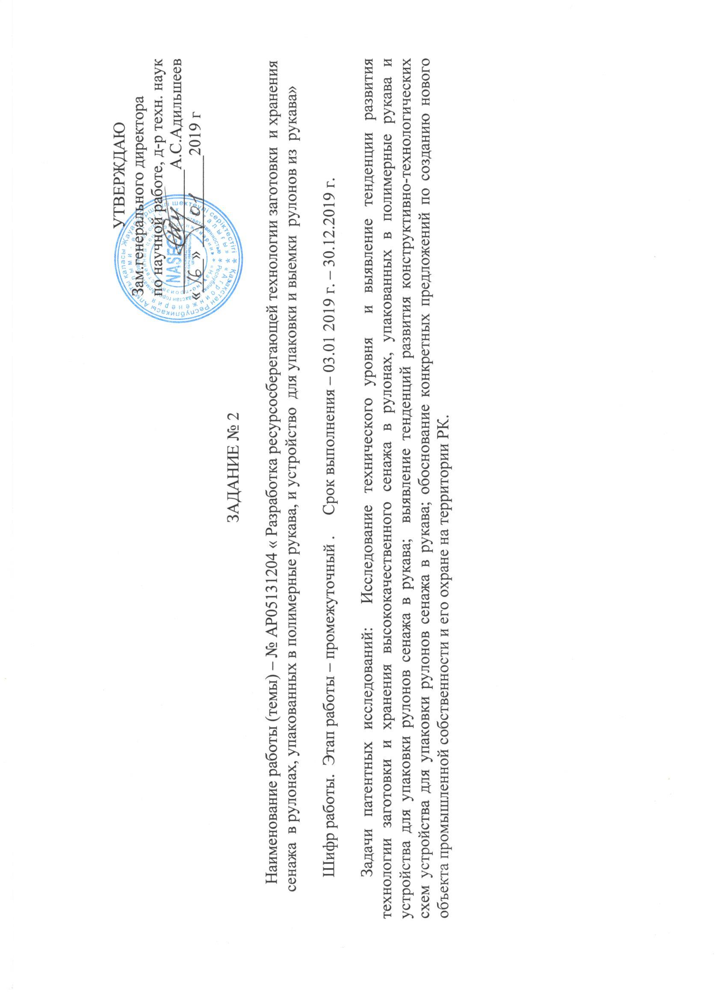 УТВЕРЖДАЮ
Зам.генерального директора
по научной работе, д-р техн. наук
А.С.Адильшеев
« 16 » 01 2019 г
NASEC
ЗАДАНИЕ № 2
Наименование работы (темы) – № АР05131204 « Разработка ресурсосберегающей технологии заготовки и хранения
сенажа в рулонах, упакованных в полимерные рукава, и устройство для упаковки и выемки рулонов из рукава»
Шифр работы. Этап работы – промежуточный . Срок выполнения – 03.01 2019 г. – 30.12.2019 г.
Задачи патентных исследований: Исследование технического уровня и выявление тенденции развития
технологии заготовки и хранения высококачественного сенажа в рулонах, упакованных в полимерные рукава и
устройства для упаковки рулонов сенажа в рукава; выявление тенденций развития конструктивно-технологических
схем устройства для упаковки рулонов сенажа в рукава; обоснование конкретных предложений по созданию нового
объекта промышленной собственности и его охране на территории РК.